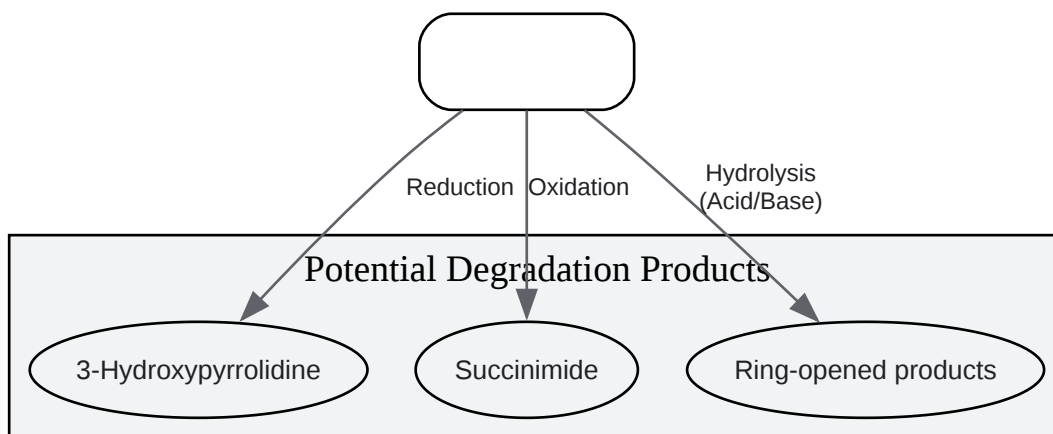 Reduction
Oxidation
Hydrolysis
(Acid/Base)
Potential Degradation Products
3-Hydroxypyrrolidine
Succinimide
Ring-opened products